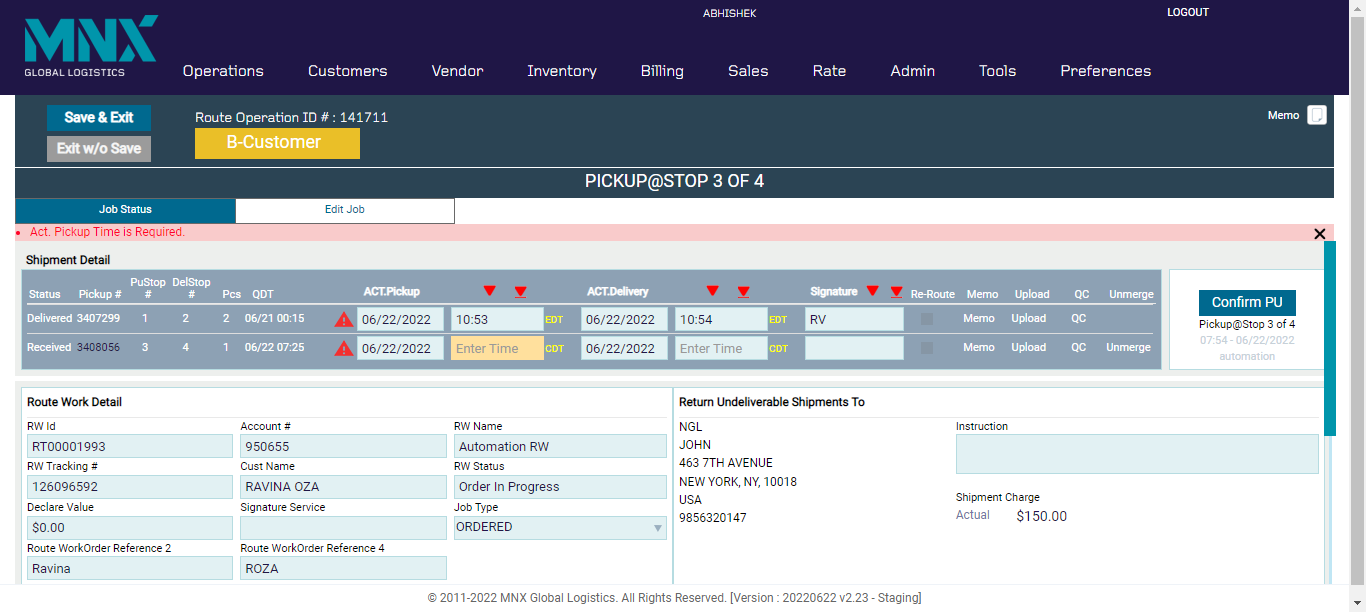 ABHISHEK
LOGOUT
MNX
GLOBAL LOGISTICS
Operations Customers Vendor Inventory Billing Sales Rate Admin Tools Preferences
Save & Exit
Route Operation ID # : 141711
Memo
Exit w/o Save
B-Customer
PICKUP@STOP 3 OF 4
Job Status Edit Job
Act. Pickup Time is Required.
Shipment Detail
Status Pickup # PuStop # DelStop # Pcs QDT ACT.Pickup ACT.Delivery Signature Re-Route Memo Upload QC Unmerge
Delivered 3407299 1 2 2 06/21 00:15 06/22/2022 10:53 EDT 06/22/2022 10:54 EDT RV Memo Upload QC
Received 3408056 3 4 1 06/22 07:25 06/22/2022 Enter Time CDT 06/22/2022 Enter Time CDT Memo Upload QC Unmerge
Confirm PU
Pickup@Stop 3 of 4
07:54 - 06/22/2022
automation
Route Work Detail
RW Id Account # RW Name
RT00001993 950655 Automation RW
RW Tracking # Cust Name RW Status
126096592 RAVINA OZA Order In Progress
Declare Value Signature Service Job Type
$0.00 ORDERED
Route WorkOrder Reference 2 Route WorkOrder Reference 4
Ravina ROZA
Return Undeliverable Shipments To
NGL
JOHN
463 7TH AVENUE
NEW YORK, NY, 10018
USA
9856320147
Instruction
Shipment Charge
Actual $150.00
© 2011-2022 MNX Global Logistics. All Rights Reserved. [Version : 20220622 v2.23 - Staging]